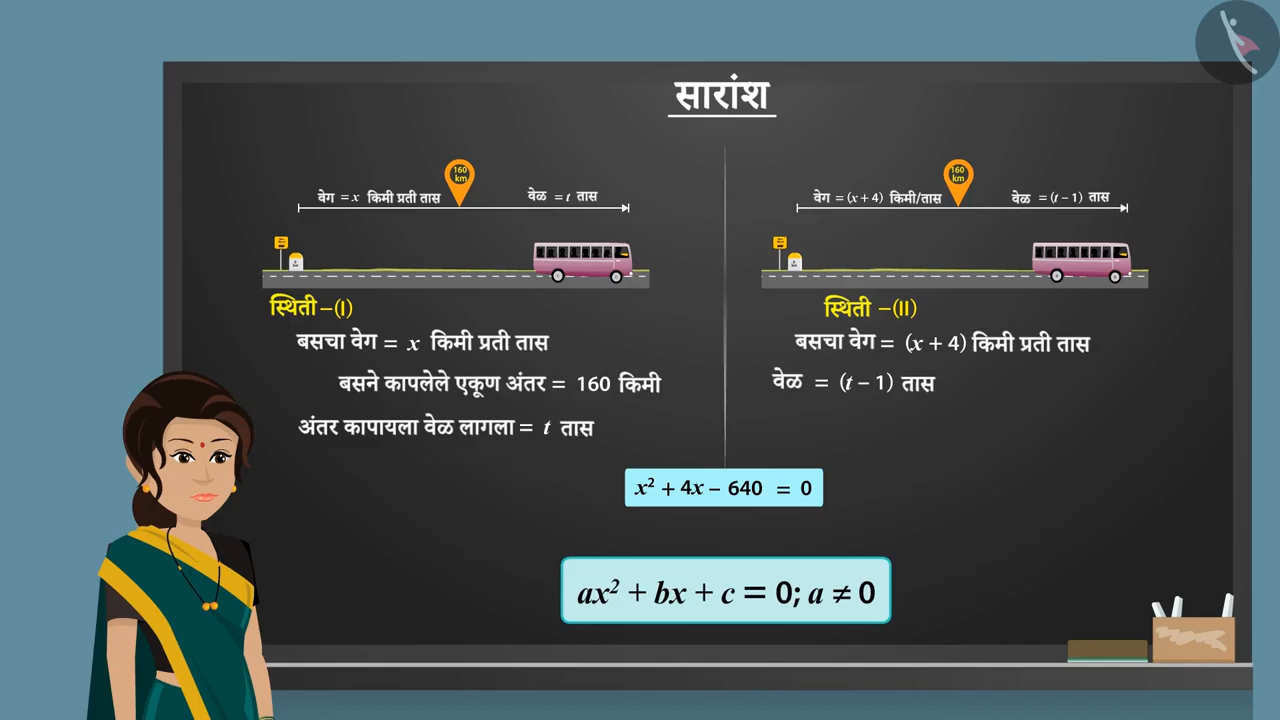 सारांश
160 km
वेग = x किमी प्रती तास
वेळ = t तास
स्थिती –(I)
बसचा वेग = x किमी प्रती तास
बसने कापलेले एकूण अंतर = 160 किमी
अंतर कापायला वेळ लागला = t तास
160 km
वेग = (x + 4) किमी/तास
वेळ = (t – 1) तास
स्थिती –(II)
बसचा वेग = (x + 4) किमी प्रती तास
वेळ = (t – 1) तास
x² + 4x – 640 = 0
ax² + bx + c = 0; a ≠ 0